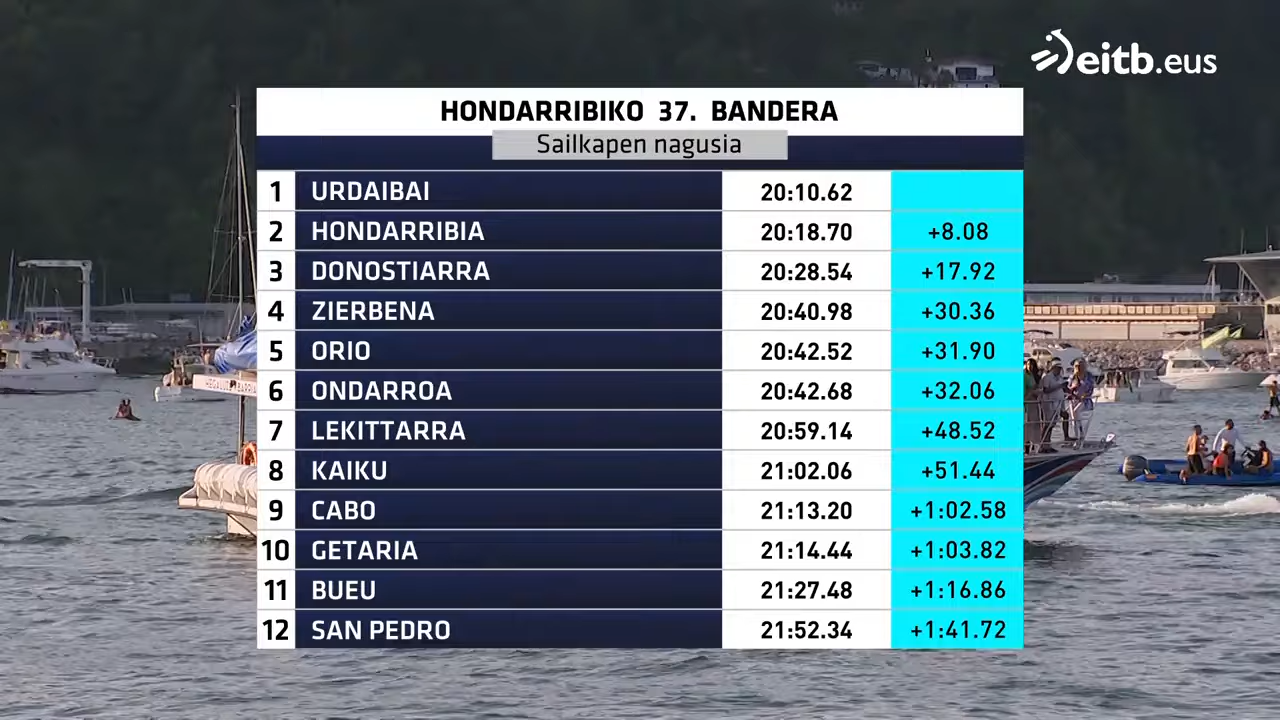 eitb.eus
HONDARRIBIKO 37. BANDERA
Sailkapen nagusia
1 URDAIBAI 20:10.62
2 HONDARRIBIA 20:18.70 +8.08
3 DONOSTIARRA 20:28.54 +17.92
4 ZIERBENA 20:40.98 +30.36
5 ORIO 20:42.52 +31.90
6 ONDARROA 20:42.68 +32.06
7 LEKITTARRA 20:59.14 +48.52
8 KAIKU 21:02.06 +51.44
9 CABO 21:13.20 +1:02.58
10 GETARIA 21:14.44 +1:03.82
11 BUEU 21:27.48 +1:16.86
12 SAN PEDRO 21:52.34 +1:41.72